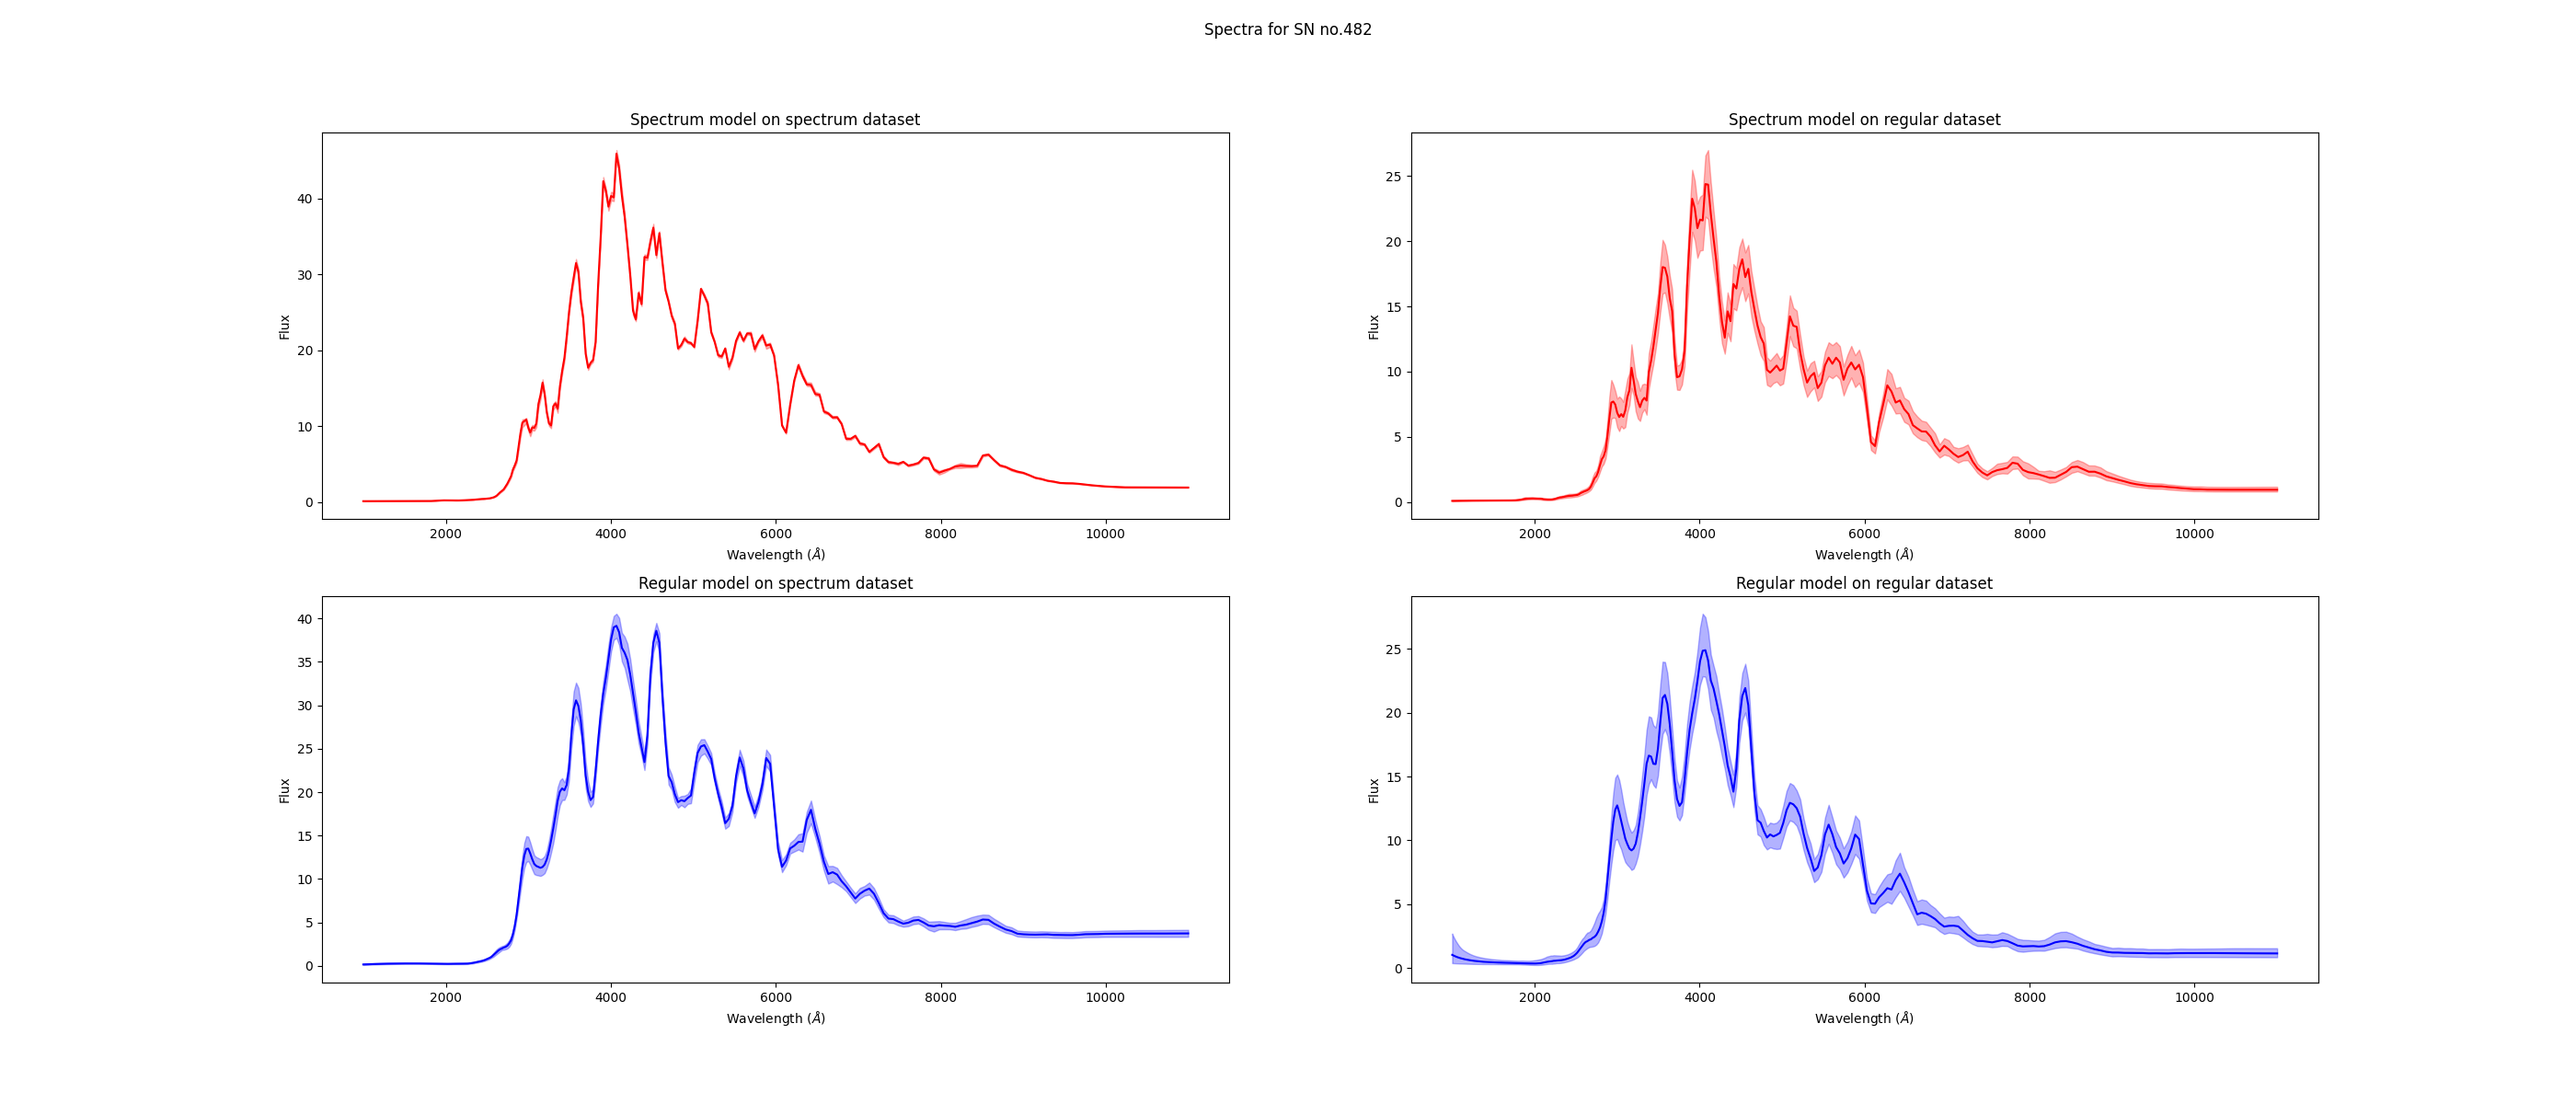 Spectra for SN no.482
Spectrum model on spectrum dataset
Flux
40
30
20
10
0
2000 4000 6000 8000 10000
Wavelength (Å)
Spectrum model on regular dataset
Flux
25
20
15
10
5
0
2000 4000 6000 8000 10000
Wavelength (Å)
Regular model on spectrum dataset
Flux
40
35
30
25
20
15
10
5
0
2000 4000 6000 8000 10000
Wavelength (Å)
Regular model on regular dataset
Flux
25
20
15
10
5
0
2000 4000 6000 8000 10000
Wavelength (Å)